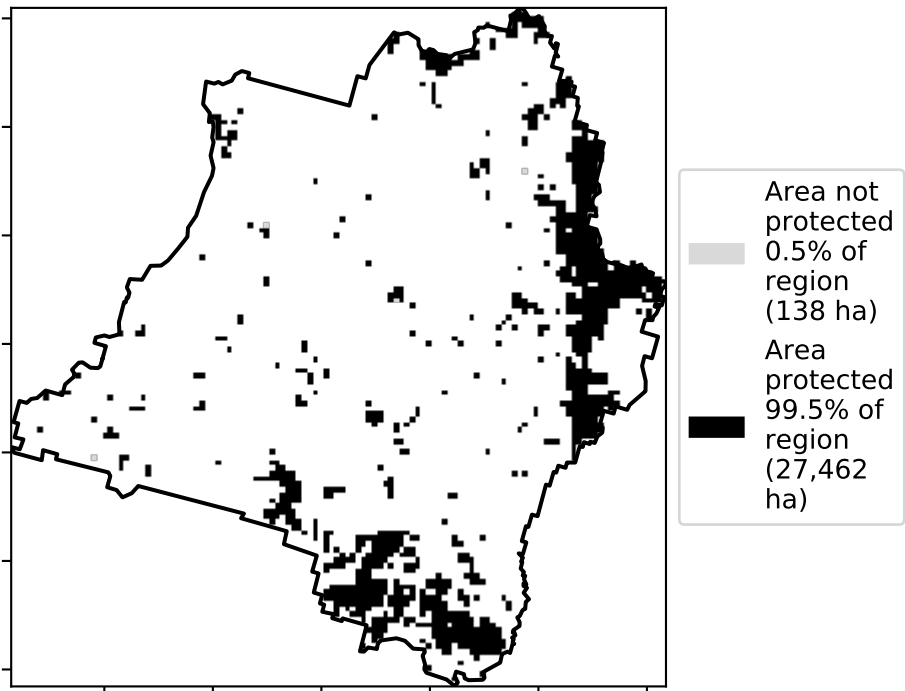 Area not
protected
0.5% of
region
(138 ha)
Area
protected
99.5% of
region
(27,462
ha)